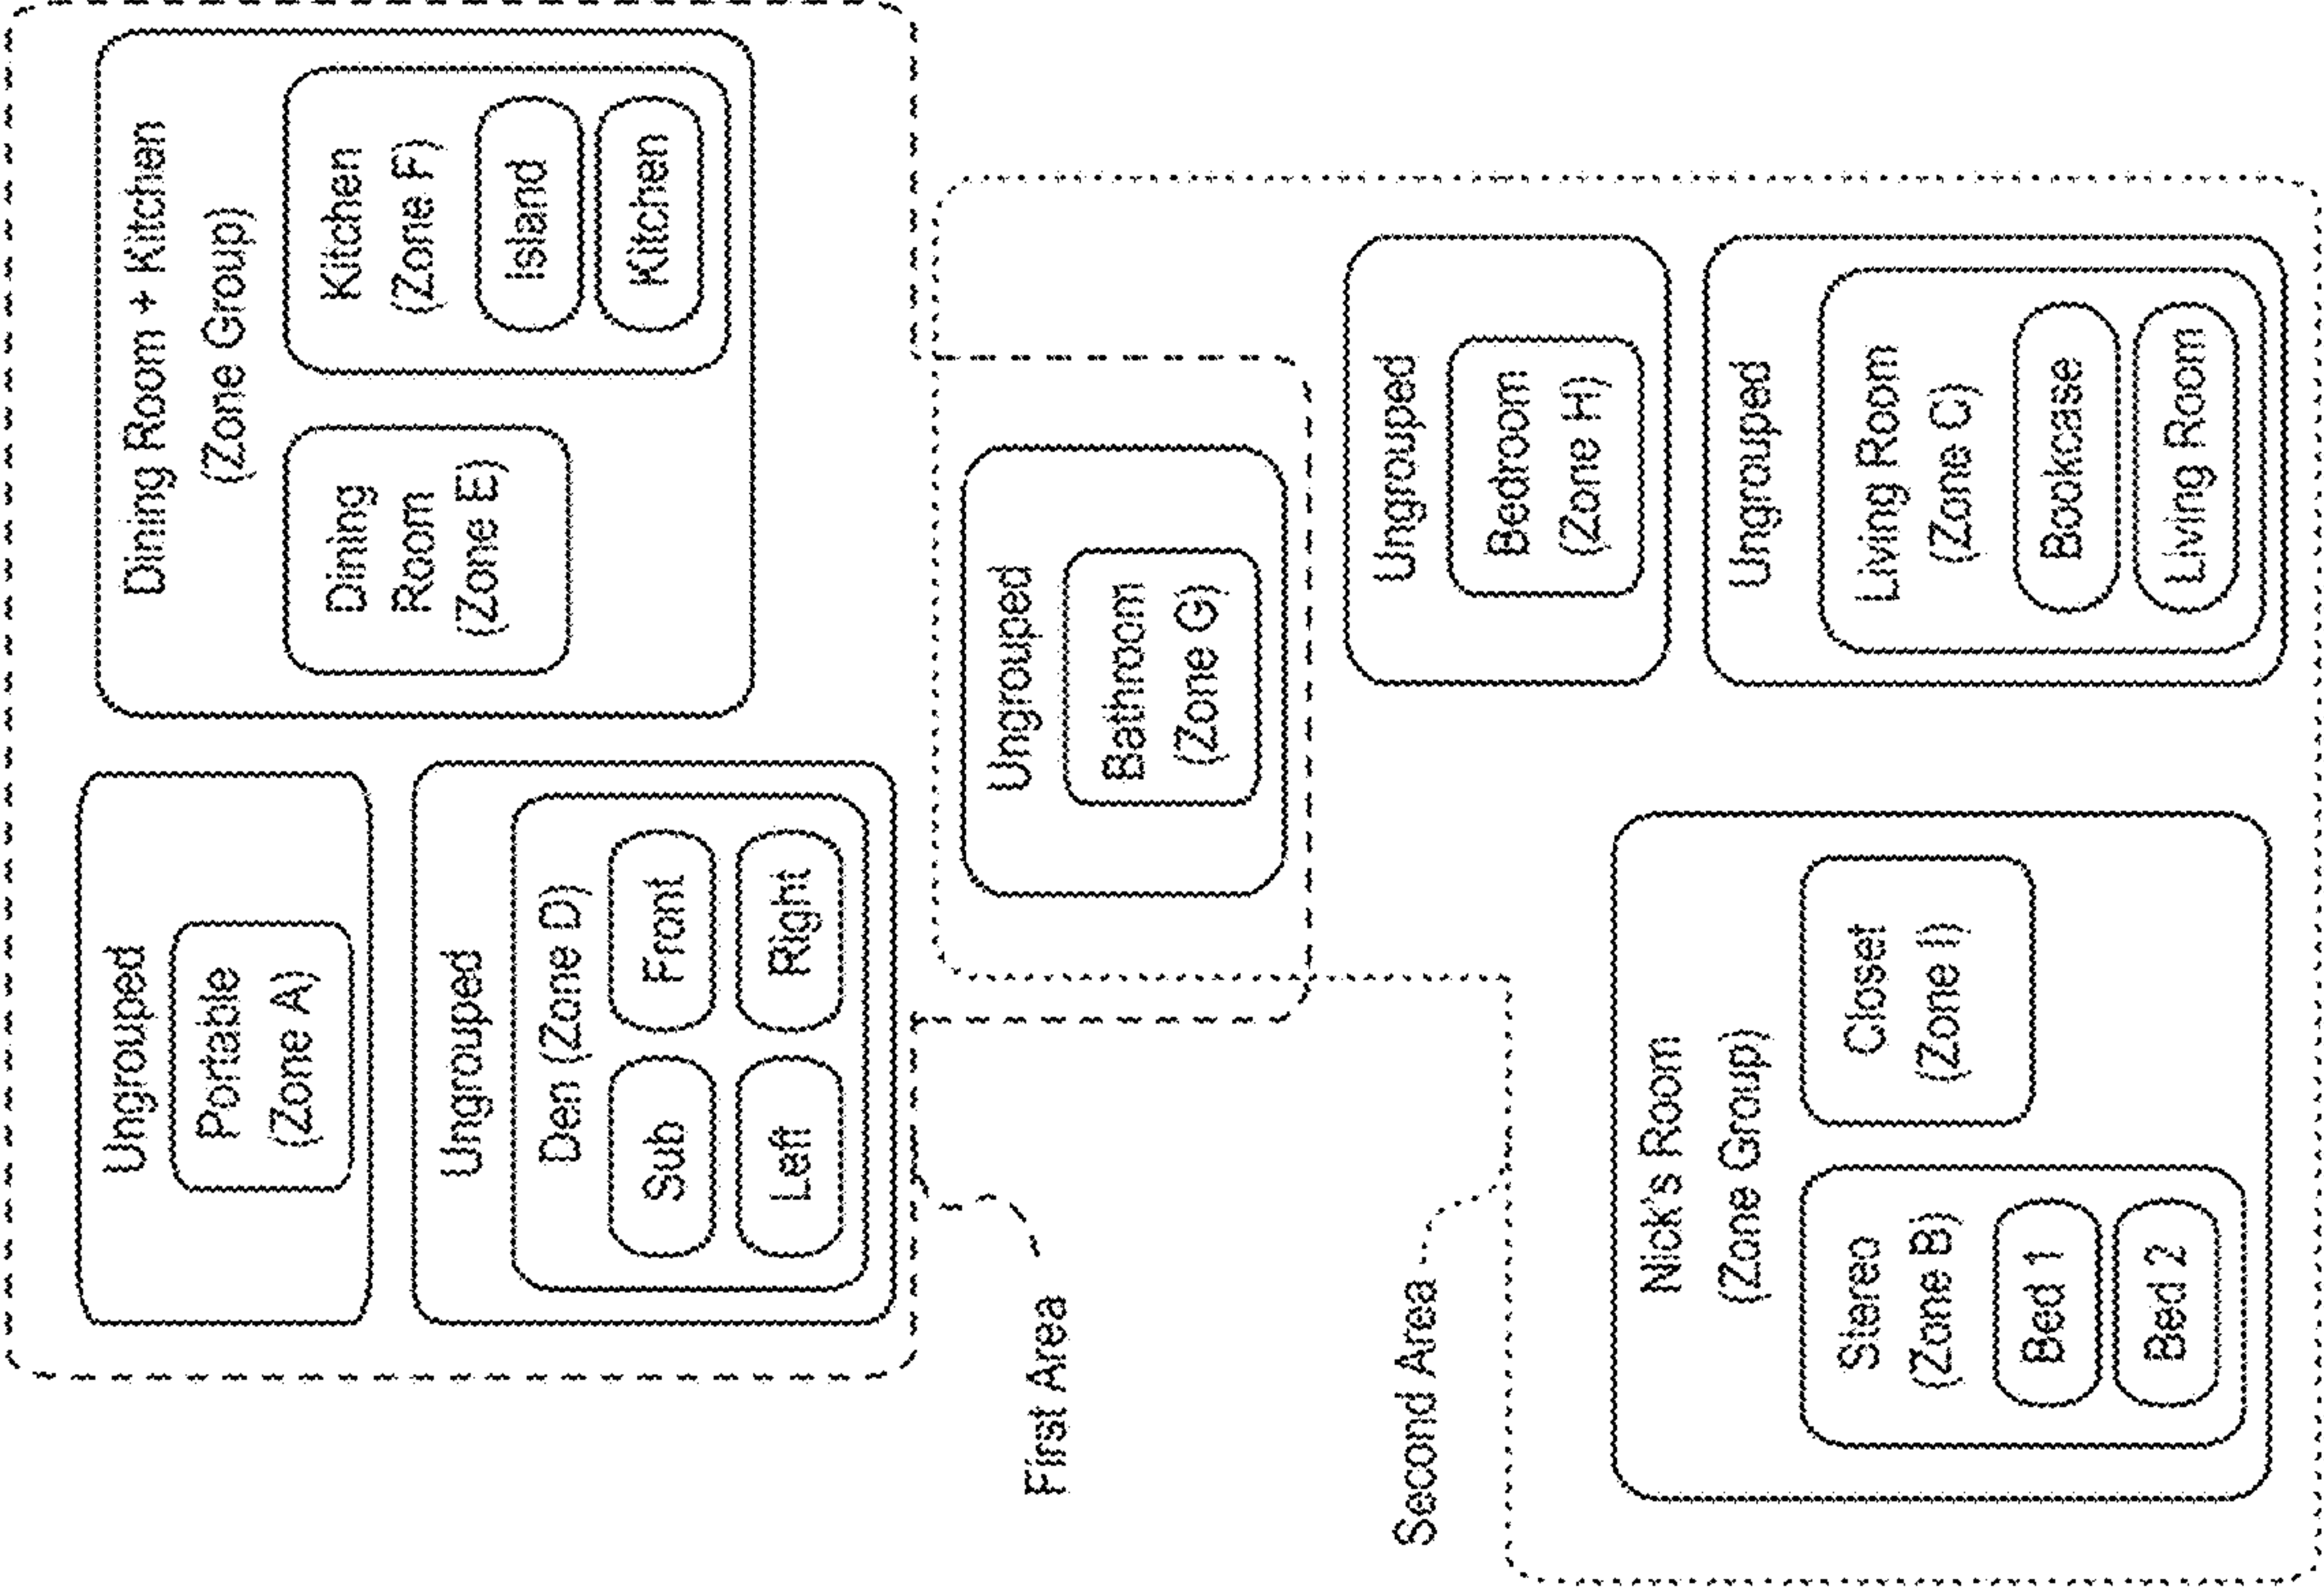 Ungrouped
Portable
(Zone A)
Dining Room + Kitchen
(Zone Group)
Dining
Room
(Zone E)
Kitchen
(Zone F)
Island
Kitchen
Ungrouped
Den (Zone D)
Sub
Front
Left
Right
First Area
Ungrouped
Bathroom
(Zone G)
Second Area
Ungrouped
Bedroom
(Zone H)
Nick's Room
(Zone Group)
Stereo
(Zone B)
Bed 1
Bed 2
Closet
(Zone I)
Ungrouped
Living Room
(Zone C)
Bookcase
Living Room